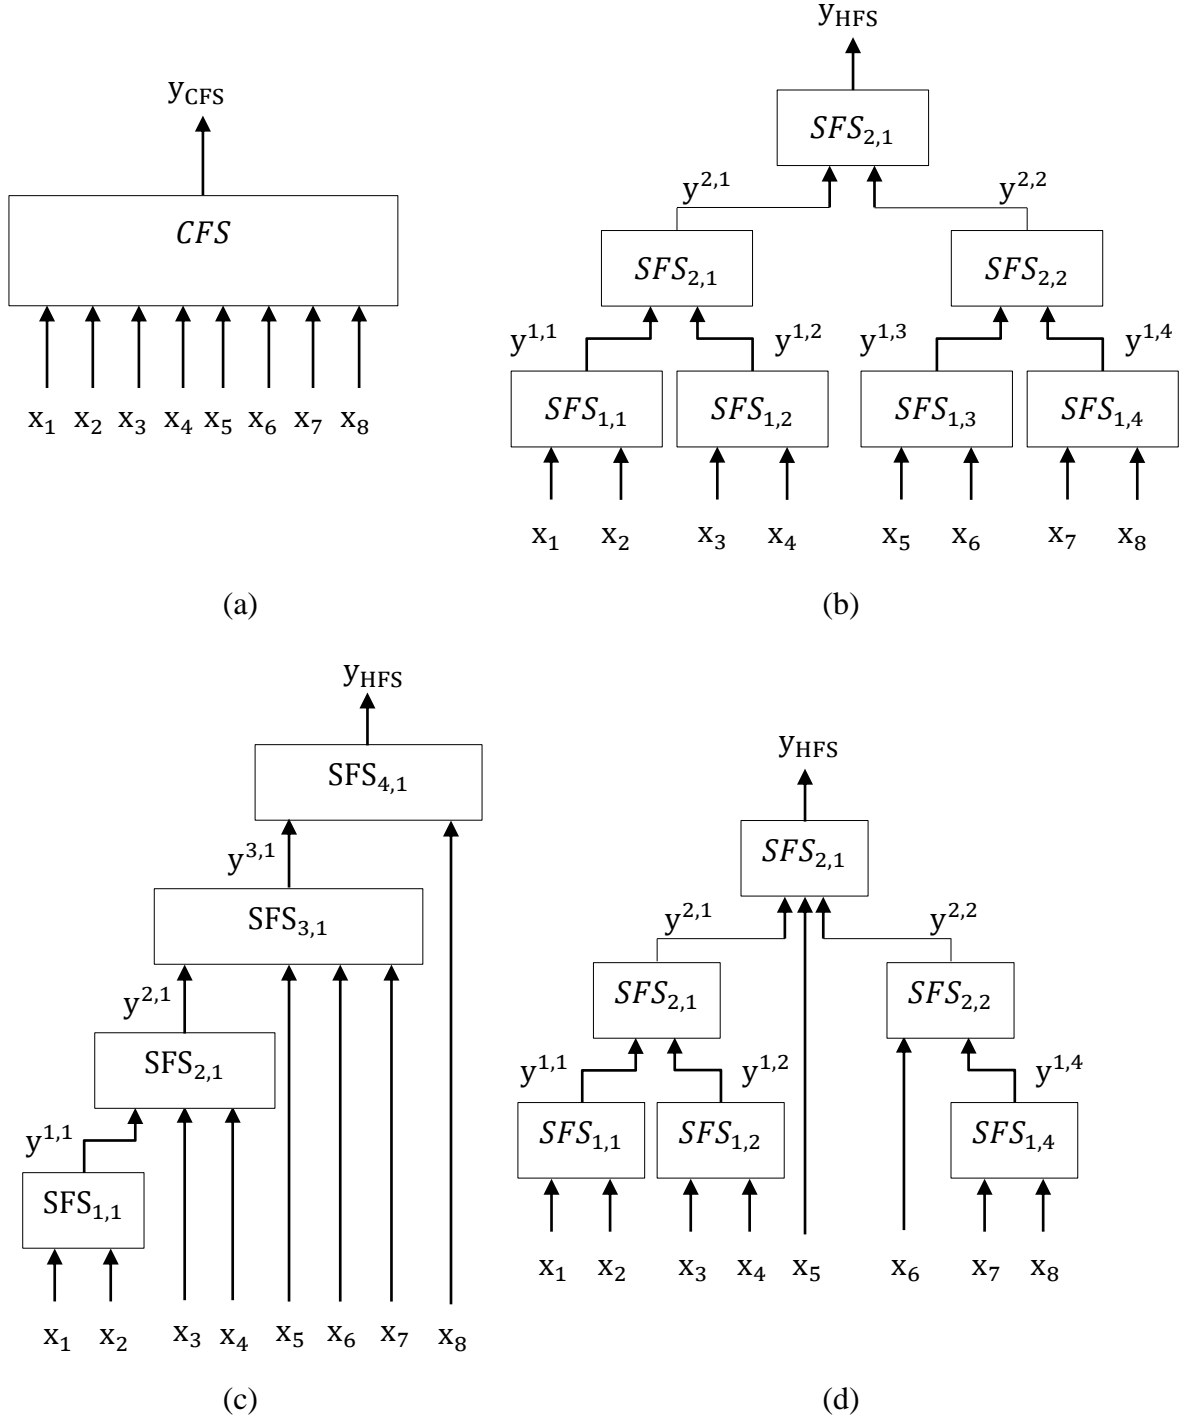 y_CFS
CFS
x_1 x_2 x_3 x_4 x_5 x_6 x_7 x_8
(a)
y_HFS
SFS_2,1
y^2,1 y^2,2
SFS_2,1 SFS_2,2
y^1,1 y^1,2 y^1,3 y^1,4
SFS_1,1 SFS_1,2 SFS_1,3 SFS_1,4
x_1 x_2 x_3 x_4 x_5 x_6 x_7 x_8
(b)
y_HFS
SFS_4,1
y^3,1
SFS_3,1
y^2,1
SFS_2,1
y^1,1
SFS_1,1
x_1 x_2 x_3 x_4 x_5 x_6 x_7 x_8
(c)
y_HFS
SFS_2,1
y^2,1 y^2,2
SFS_2,1 SFS_2,2
y^1,1 y^1,2 y^1,4
SFS_1,1 SFS_1,2 SFS_1,4
x_1 x_2 x_3 x_4 x_5 x_6 x_7 x_8
(d)